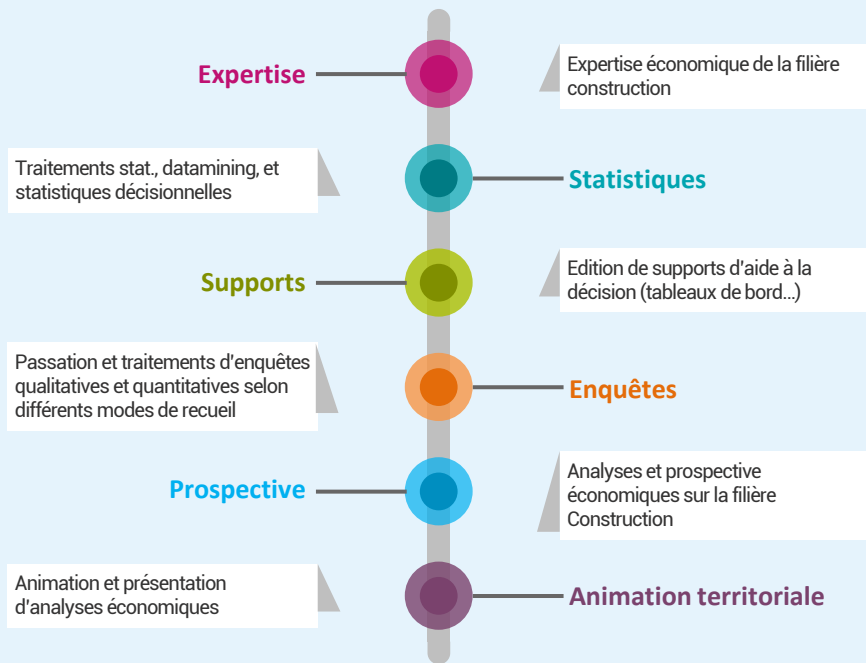 Expertise
Expertise économique de la filière
construction
Traitements stat., datamining, et
statistiques décisionnelles
Statistiques
Supports
Edition de supports d'aide à la
décision (tableaux de bord...)
Passation et traitements d'enquêtes
qualitatives et quantitatives selon
différents modes de recueil
Enquêtes
Prospective
Analyses et prospective
économiques sur la filière
Construction
Animation et présentation
d'analyses économiques
Animation territoriale